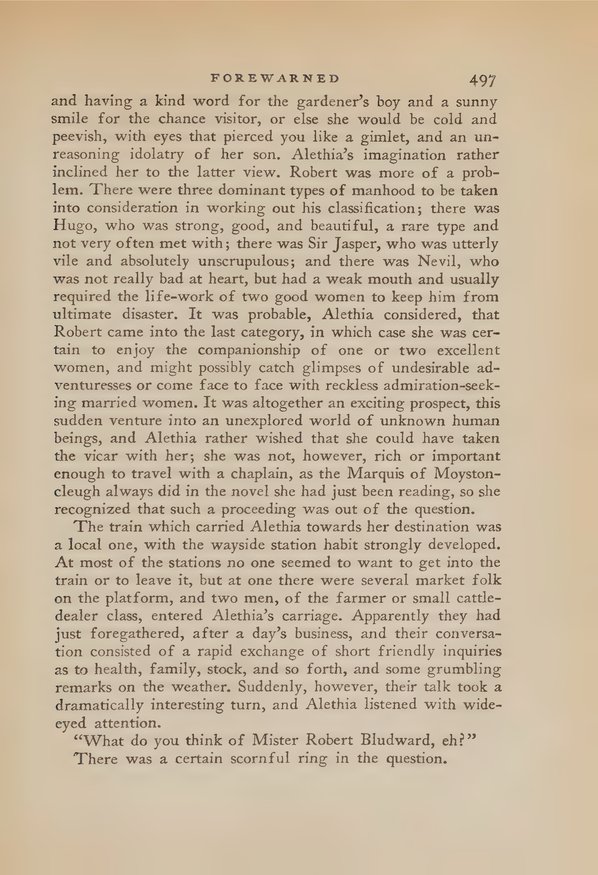 FOREWARNED 497
and having a kind word for the gardener's boy and a sunny
smile for the chance visitor, or else she would be cold and
peevish, with eyes that pierced you like a gimlet, and an un-
reasoning idolatry of her son. Alethia's imagination rather
inclined her to the latter view. Robert was more of a prob-
lem. There were three dominant types of manhood to be taken
into consideration in working out his classification; there was
Hugo, who was strong, good, and beautiful, a rare type and
not very often met with; there was Sir Jasper, who was utterly
vile and absolutely unscrupulous; and there was Nevil, who
was not really bad at heart, but had a weak mouth and usually
required the life-work of two good women to keep him from
ultimate disaster. It was probable, Alethia considered, that
Robert came into the last category, in which case she was cer-
tain to enjoy the companionship of one or two excellent
women, and might possibly catch glimpses of undesirable ad-
venturesses or come face to face with reckless admiration-seek-
ing married women. It was altogether an exciting prospect, this
sudden venture into an unexplored world of unknown human
beings, and Alethia rather wished that she could have taken
the vicar with her; she was not, however, rich or important
enough to travel with a chaplain, as the Marquis of Moyston-
cleugh always did in the novel she had just been reading, so she
recognized that such a proceeding was out of the question.
The train which carried Alethia towards her destination was
a local one, with the wayside station habit strongly developed.
At most of the stations no one seemed to want to get into the
train or to leave it, but at one there were several market folk
on the platform, and two men, of the farmer or small cattle-
dealer class, entered Alethia's carriage. Apparently they had
just foregathered, after a day's business, and their conversa-
tion consisted of a rapid exchange of short friendly inquiries
as to health, family, stock, and so forth, and some grumbling
remarks on the weather. Suddenly, however, their talk took a
dramatically interesting turn, and Alethia listened with wide-
eyed attention.
"What do you think of Mister Robert Bludward, eh?"
There was a certain scornful ring in the question.